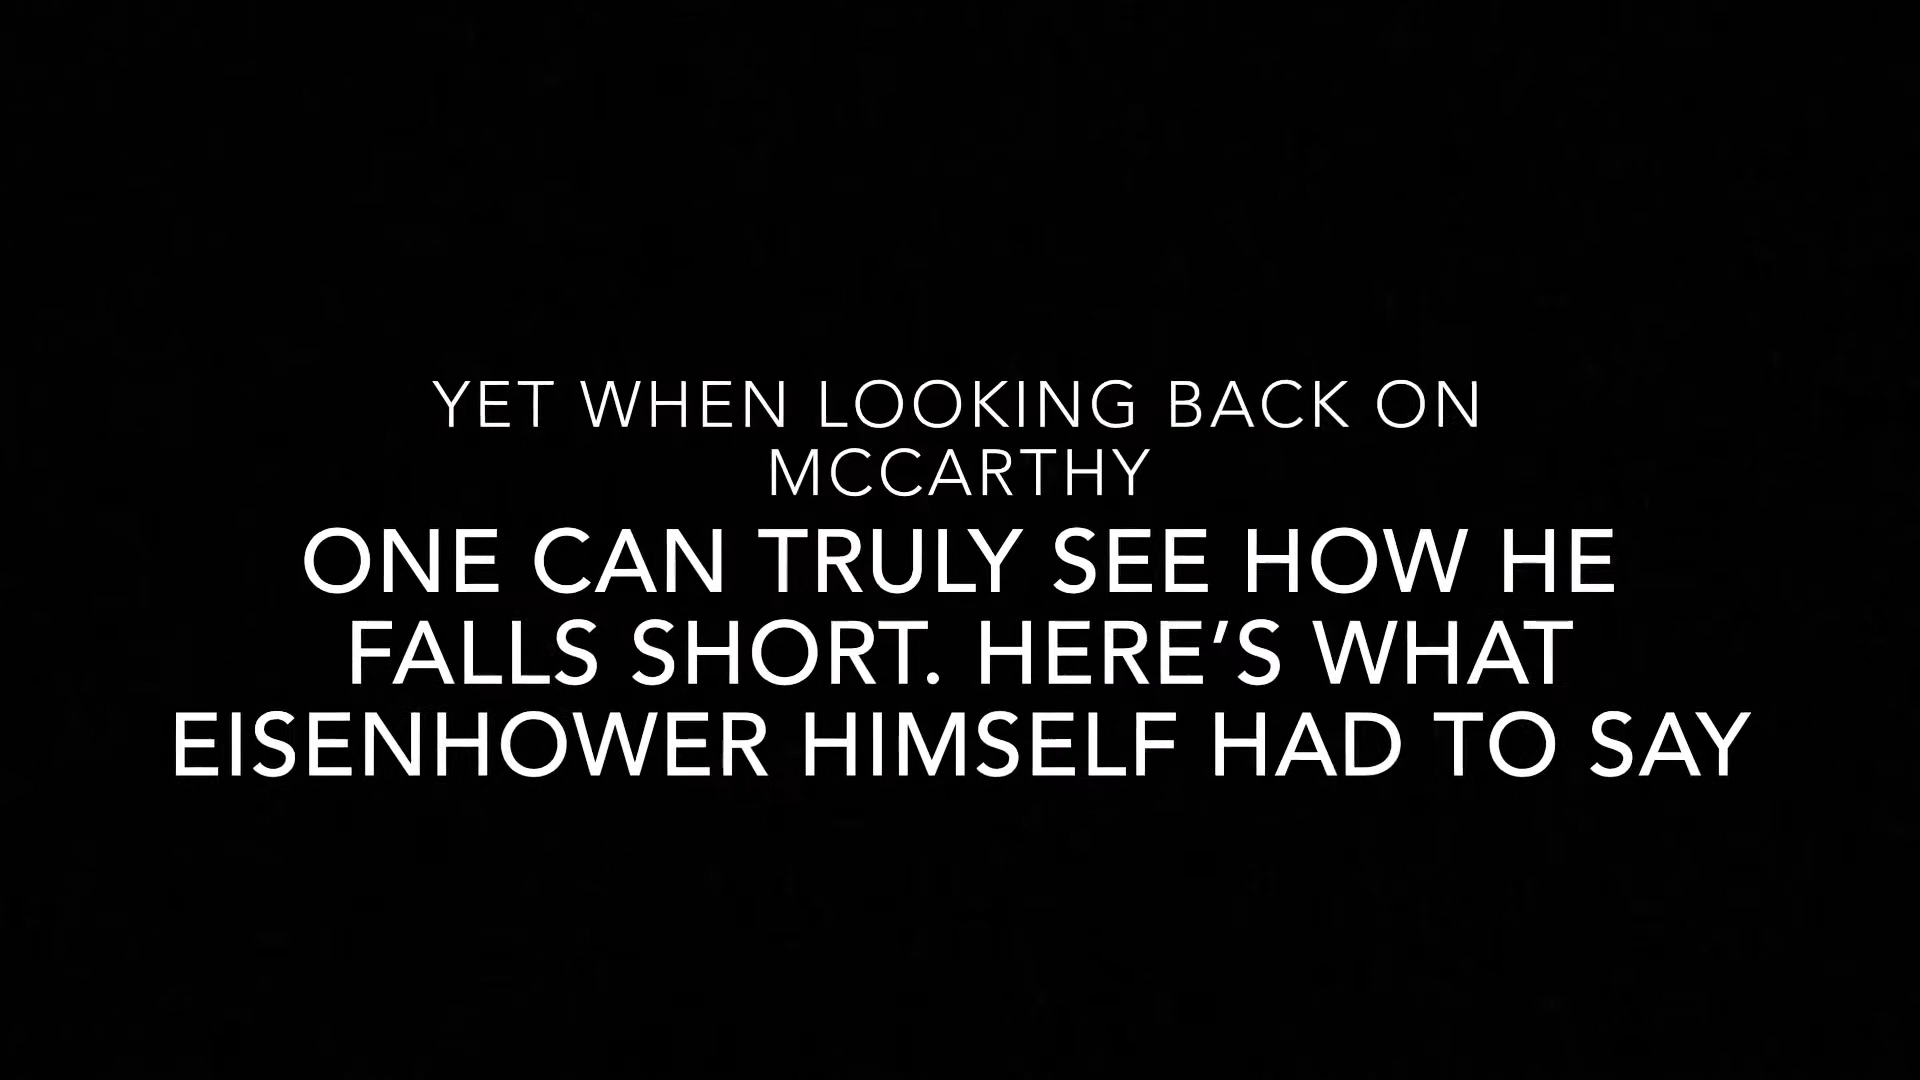 YET WHEN LOOKING BACK ON
MCCARTHY
ONE CAN TRULY SEE HOW HE
FALLS SHORT. HERE’S WHAT
EISENHOWER HIMSELF HAD TO SAY